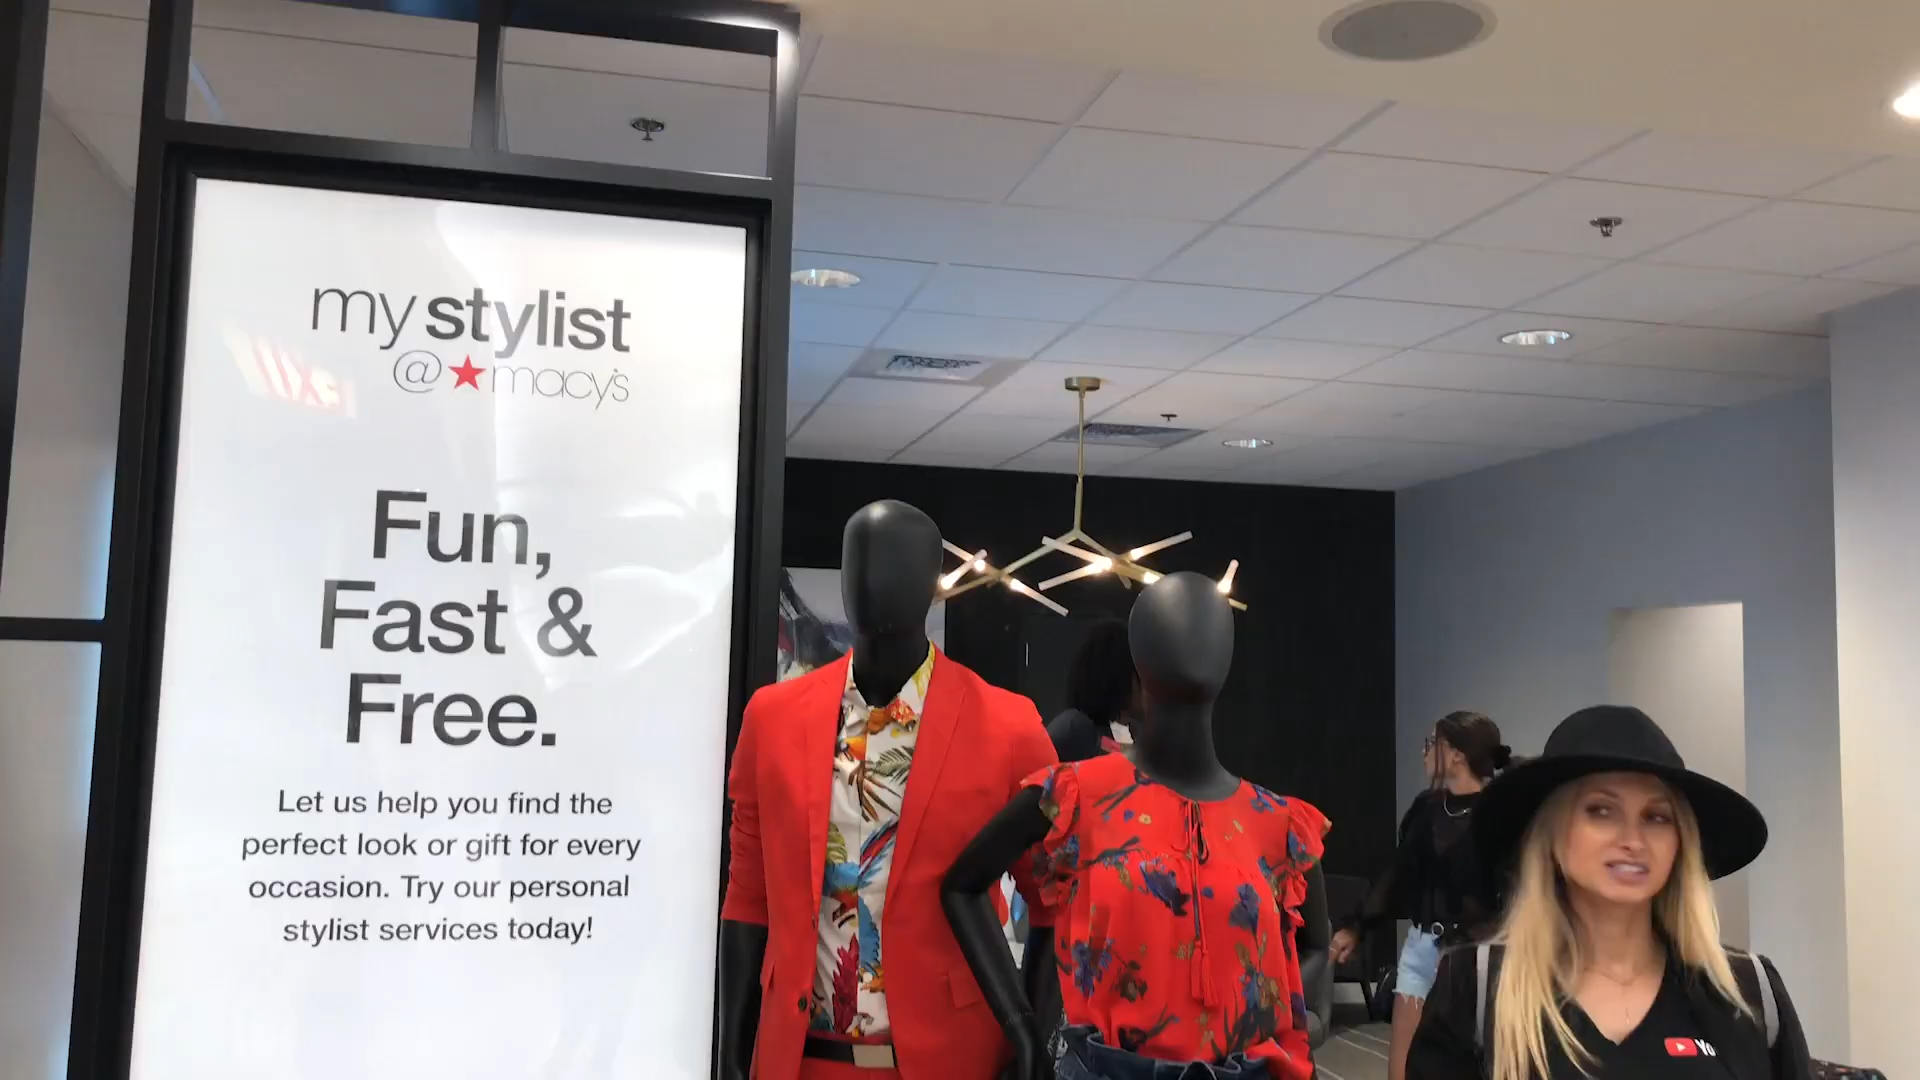 my stylist
@ macy's
Fun,
Fast &
Free.
Let us help you find the
perfect look or gift for every
occasion. Try our personal
stylist services today!
Yo